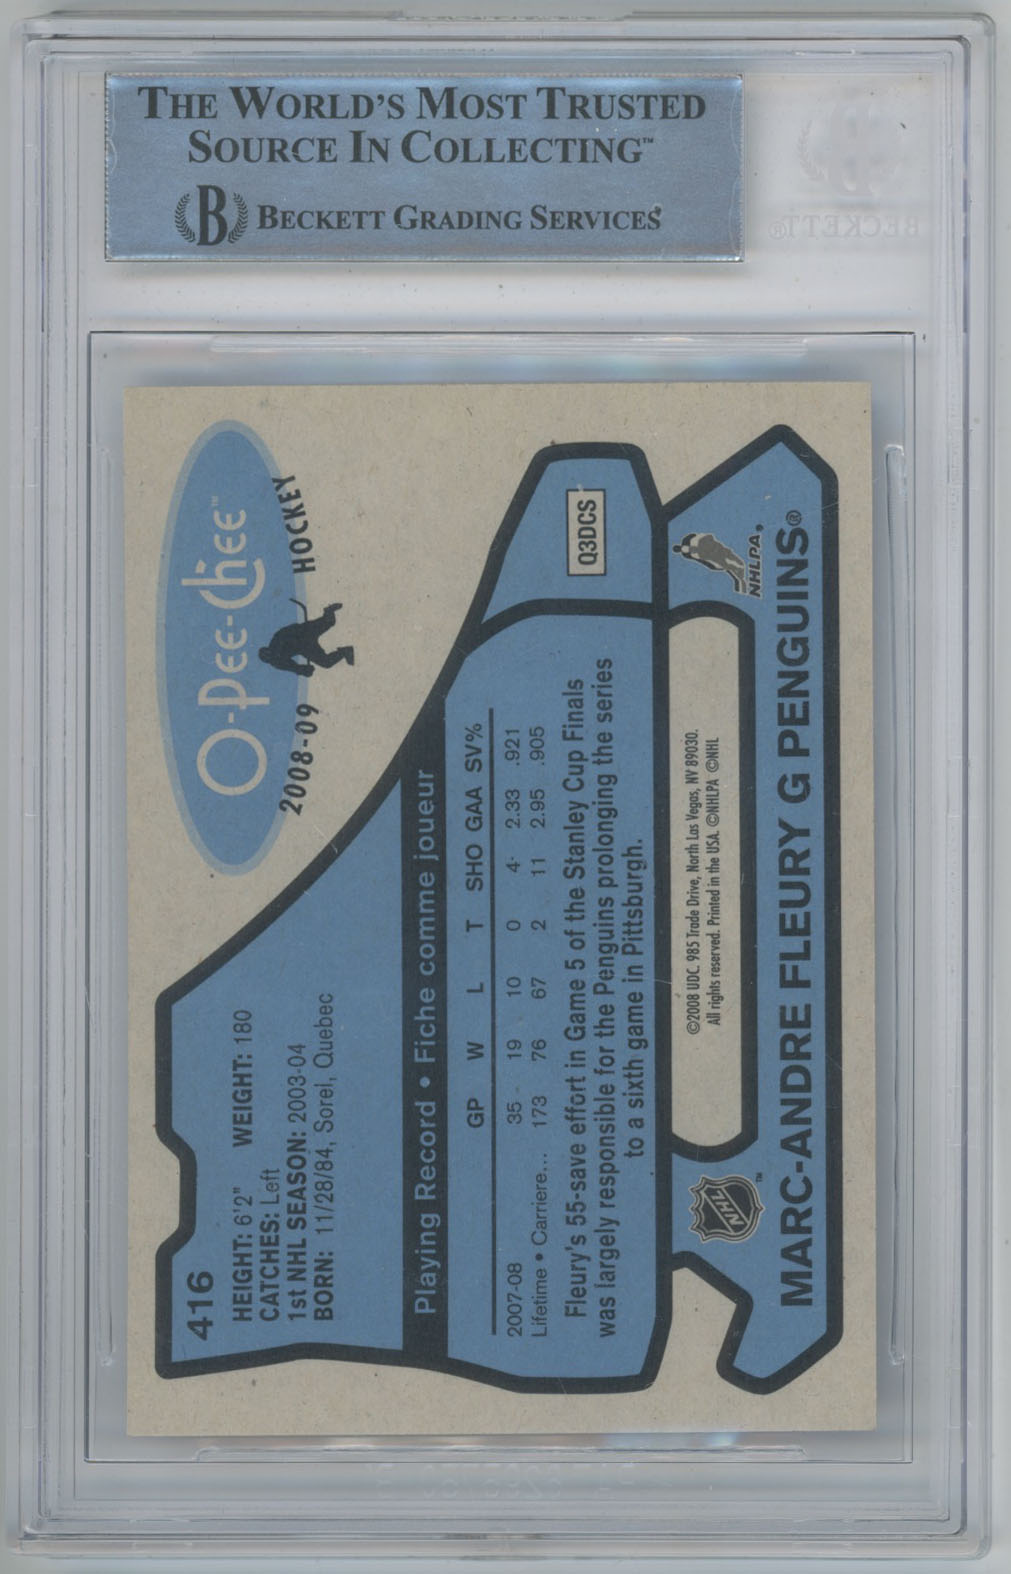 THE WORLD'S MOST TRUSTED
SOURCE IN COLLECTING™
B BECKETT GRADING SERVICES®
BECKETT®
O-Pee-Chee™
2008-09 HOCKEY
416
HEIGHT: 6'2" WEIGHT: 180
CATCHES: Left
1st NHL SEASON: 2003-04
BORN: 11/28/84, Sorel, Quebec
Playing Record • Fiche comme joueur
GP W L T SHO GAA SV%
2007-08 35 19 10 0 4 2.33 .921
Lifetime • Carriere... 173 76 67 2 11 2.95 .905
Fleury's 55-save effort in Game 5 of the Stanley Cup Finals
was largely responsible for the Penguins prolonging the series
to a sixth game in Pittsburgh.
Q3DCS
©2008 UDC. 985 Trade Drive, North Las Vegas, NV 89030.
All rights reserved. Printed in the USA. ©NHLPA ©NHL
NHL™
NHLPA®
MARC-ANDRE FLEURY G PENGUINS®